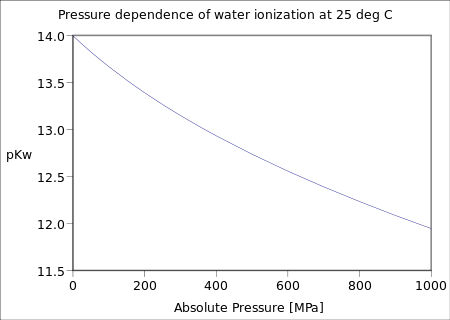 Pressure dependence of water ionization at 25 deg C
14.0
13.5
13.0
pKw
12.5
12.0
11.5
0 200 400 600 800 1000
Absolute Pressure [MPa]